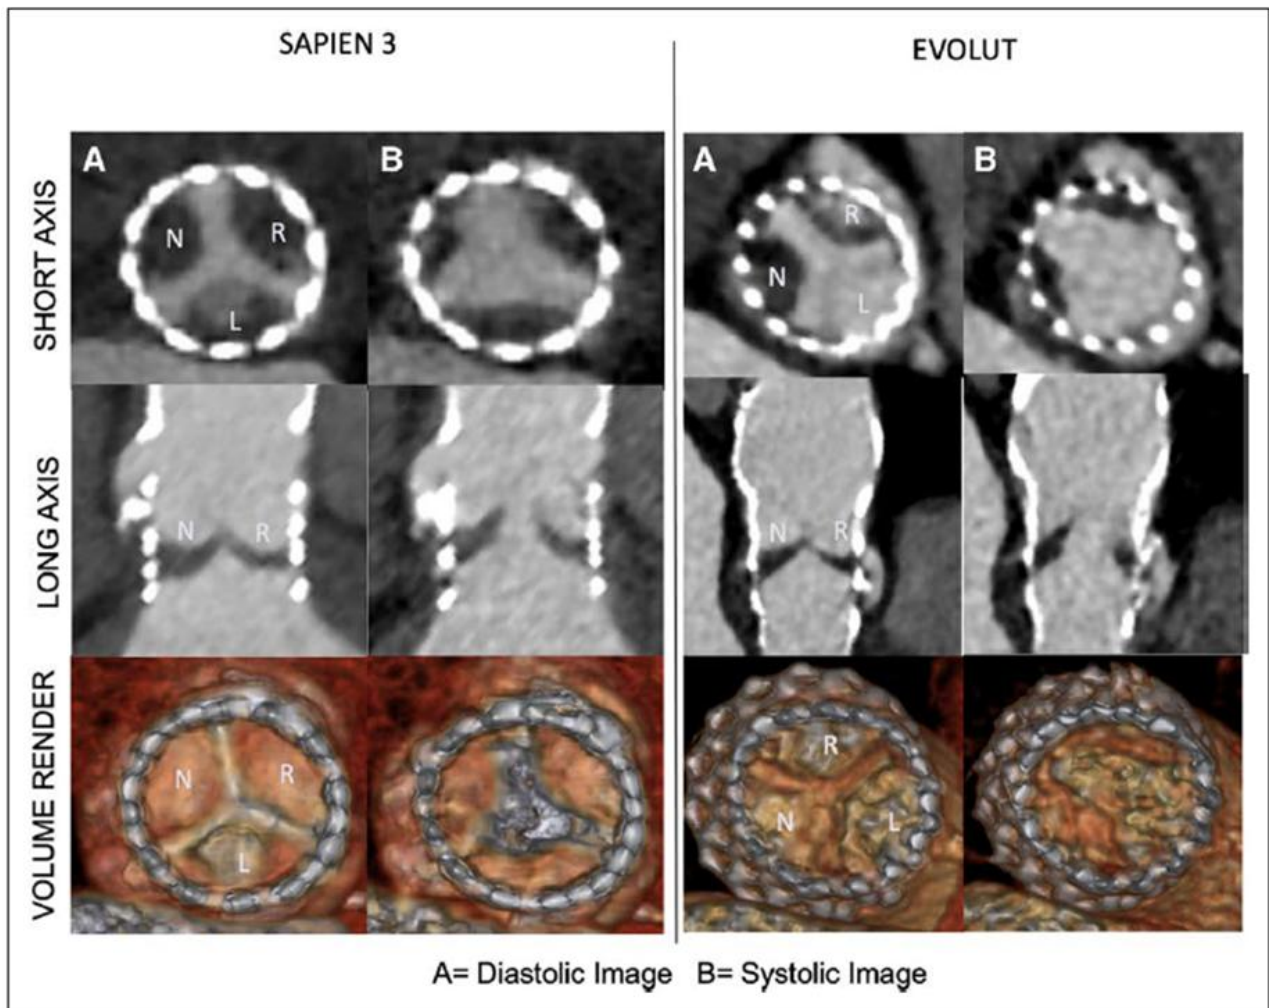 SAPIEN 3
EVOLUT
SHORT AXIS
A
B
A
B
N
R
L
R
N
L
LONG AXIS
N
R
N
R
VOLUME RENDER
N
R
L
R
N
L
A= Diastolic Image B= Systolic Image